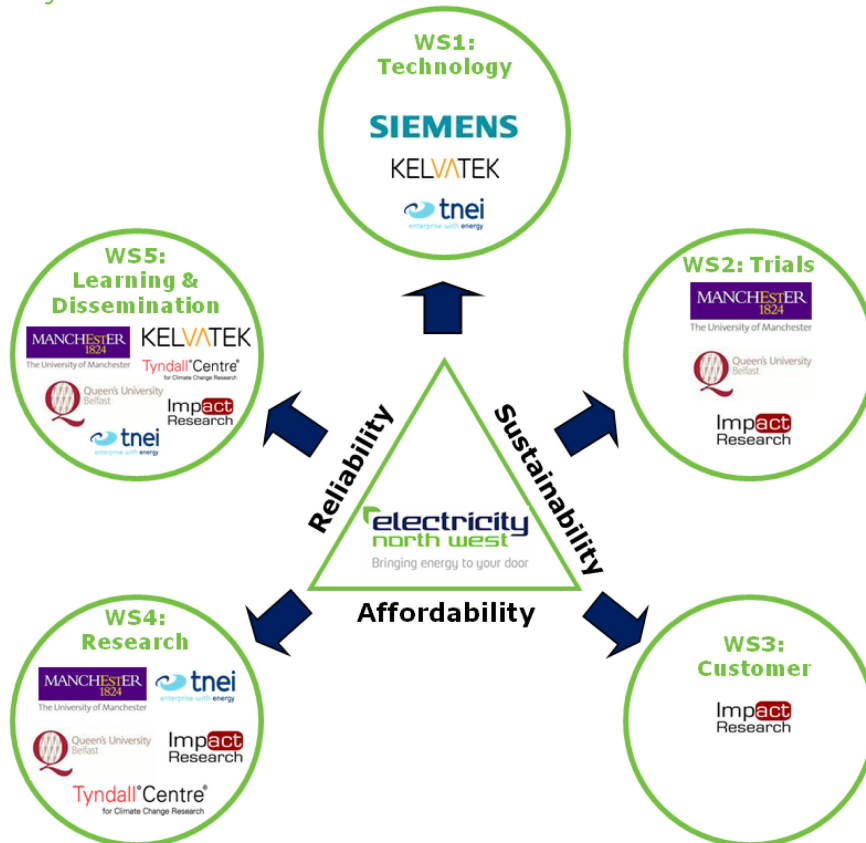 WS1:
Technology
SIEMENS
KELVATEK
tnei
enterprise with energy
WS5:
Learning &
Dissemination
MANCHESTER
1824
The University of Manchester
KELVATEK
Tyndall°Centre®
for Climate Change Research
Queen's University
Belfast
Impact
Research
tnei
enterprise with energy
WS2: Trials
MANCHESTER
1824
The University of Manchester
Queen's University
Belfast
Impact
Research
Reliability
Sustainability
electricity
north west
Bringing energy to your door
Affordability
WS4:
Research
MANCHESTER
1824
The University of Manchester
tnei
enterprise with energy
Queen's University
Belfast
Impact
Research
Tyndall°Centre®
for Climate Change Research
WS3:
Customer
Impact
Research